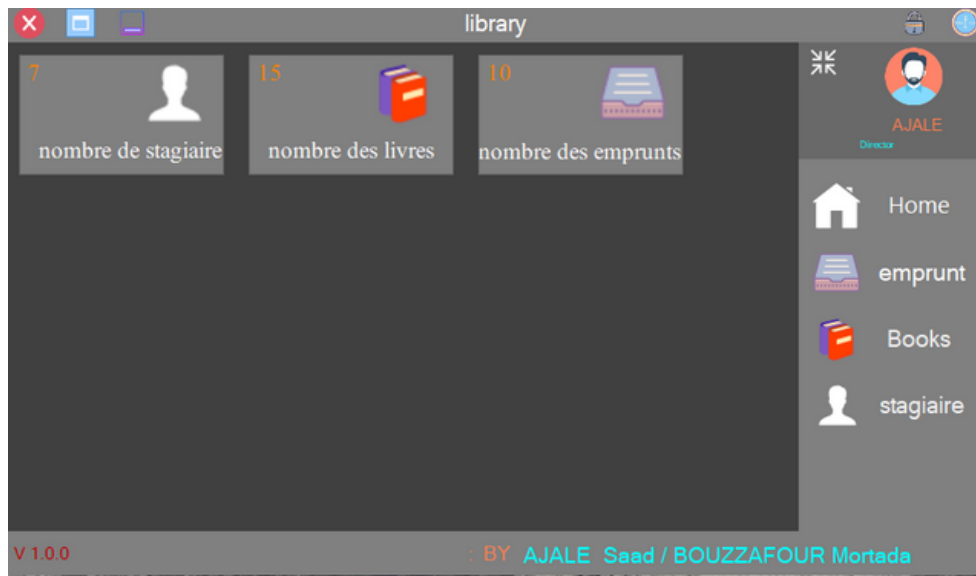 library
7
nombre de stagiaire
15
nombre des livres
10
nombre des emprunts
AJALE
Director
Home
emprunt
Books
stagiaire
V 1.0.0
: BY AJALE Saad / BOUZZAFOUR Mortada